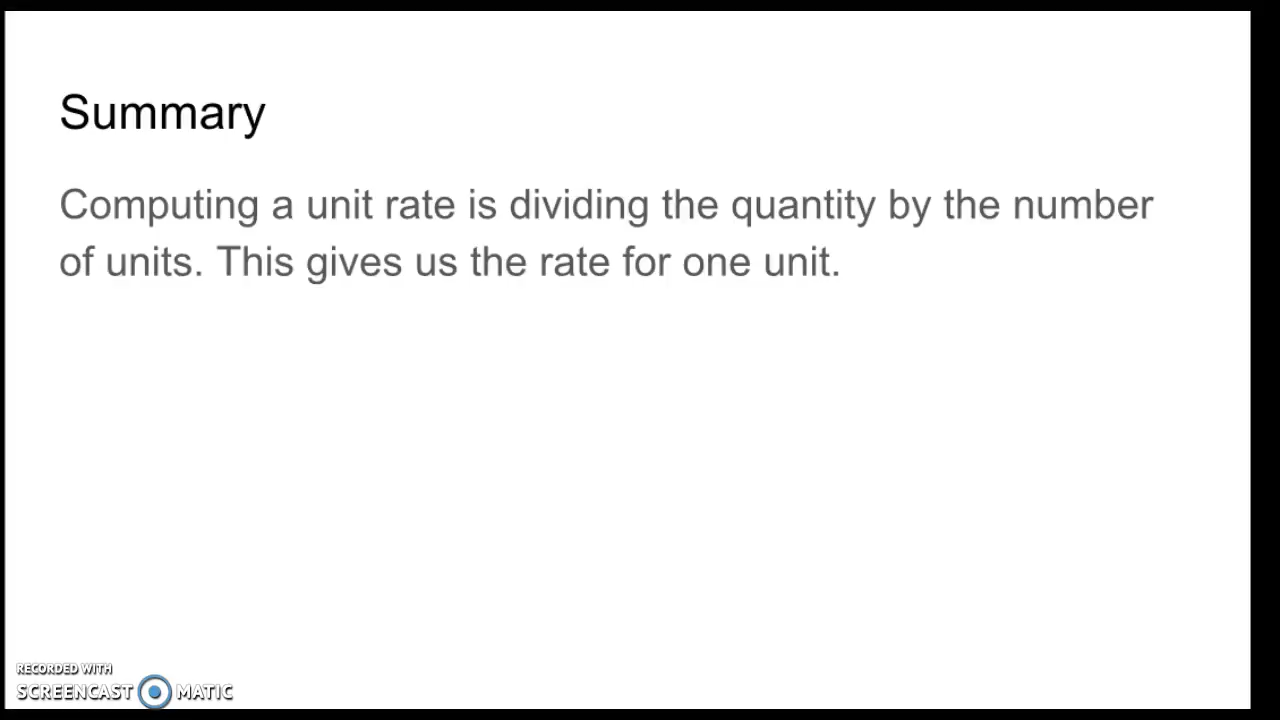 Summary
Computing a unit rate is dividing the quantity by the number
of units. This gives us the rate for one unit.
RECORDED WITH
SCREENCAST MATIC